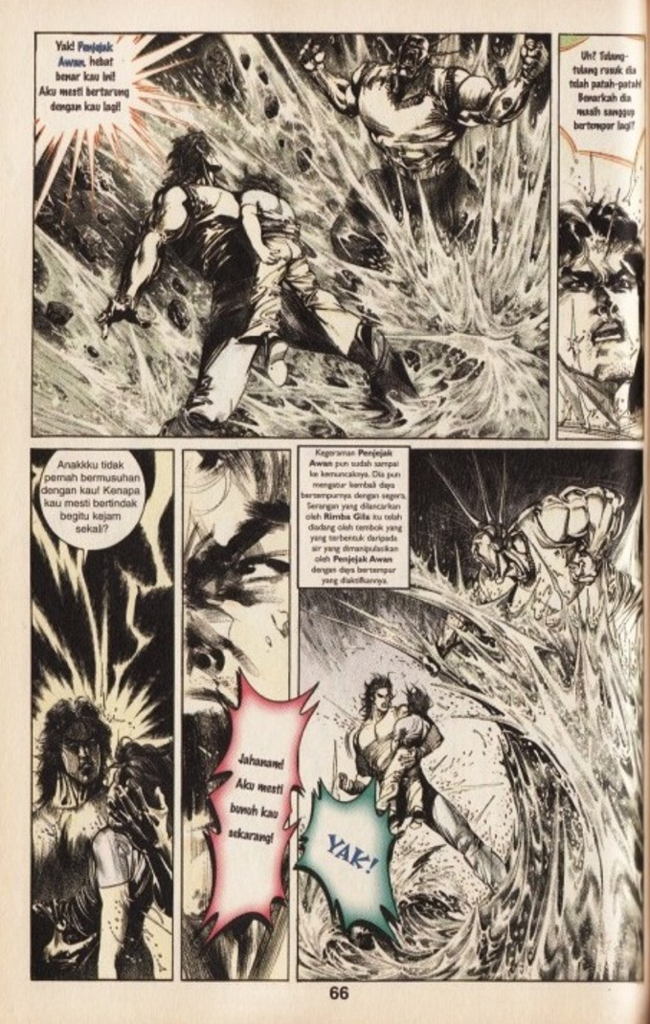 Yak! Penjejak
Awan, hebat
benar kau ini!
Aku mesti bertarung
dengan kau lagi!
Uh? Tulang-
tulang rusuk dia
telah patah-patah!
Benarkah dia
masih sanggup
bertempur lagi?
Anakkku tidak
pernah bermusuhan
dengan kau! Kenapa
kau mesti bertindak
begitu kejam
sekali?
Jahanam!
Aku mesti
bunuh kau
sekarang!
Kegeraman Penjejak
Awan pun sudah sampai
ke kemuncaknya. Dia pun
mengatur kembali daya
bertempurnya dengan segera.
Serangan yang dilancarkan
oleh Rimba Gila itu telah
diadang oleh tembok yang
yang terbentuk daripada
air yang dimanipulasikan
oleh Penjejak Awan
dengan daya bertempur
yang diaktifkannya.
YAK!
66